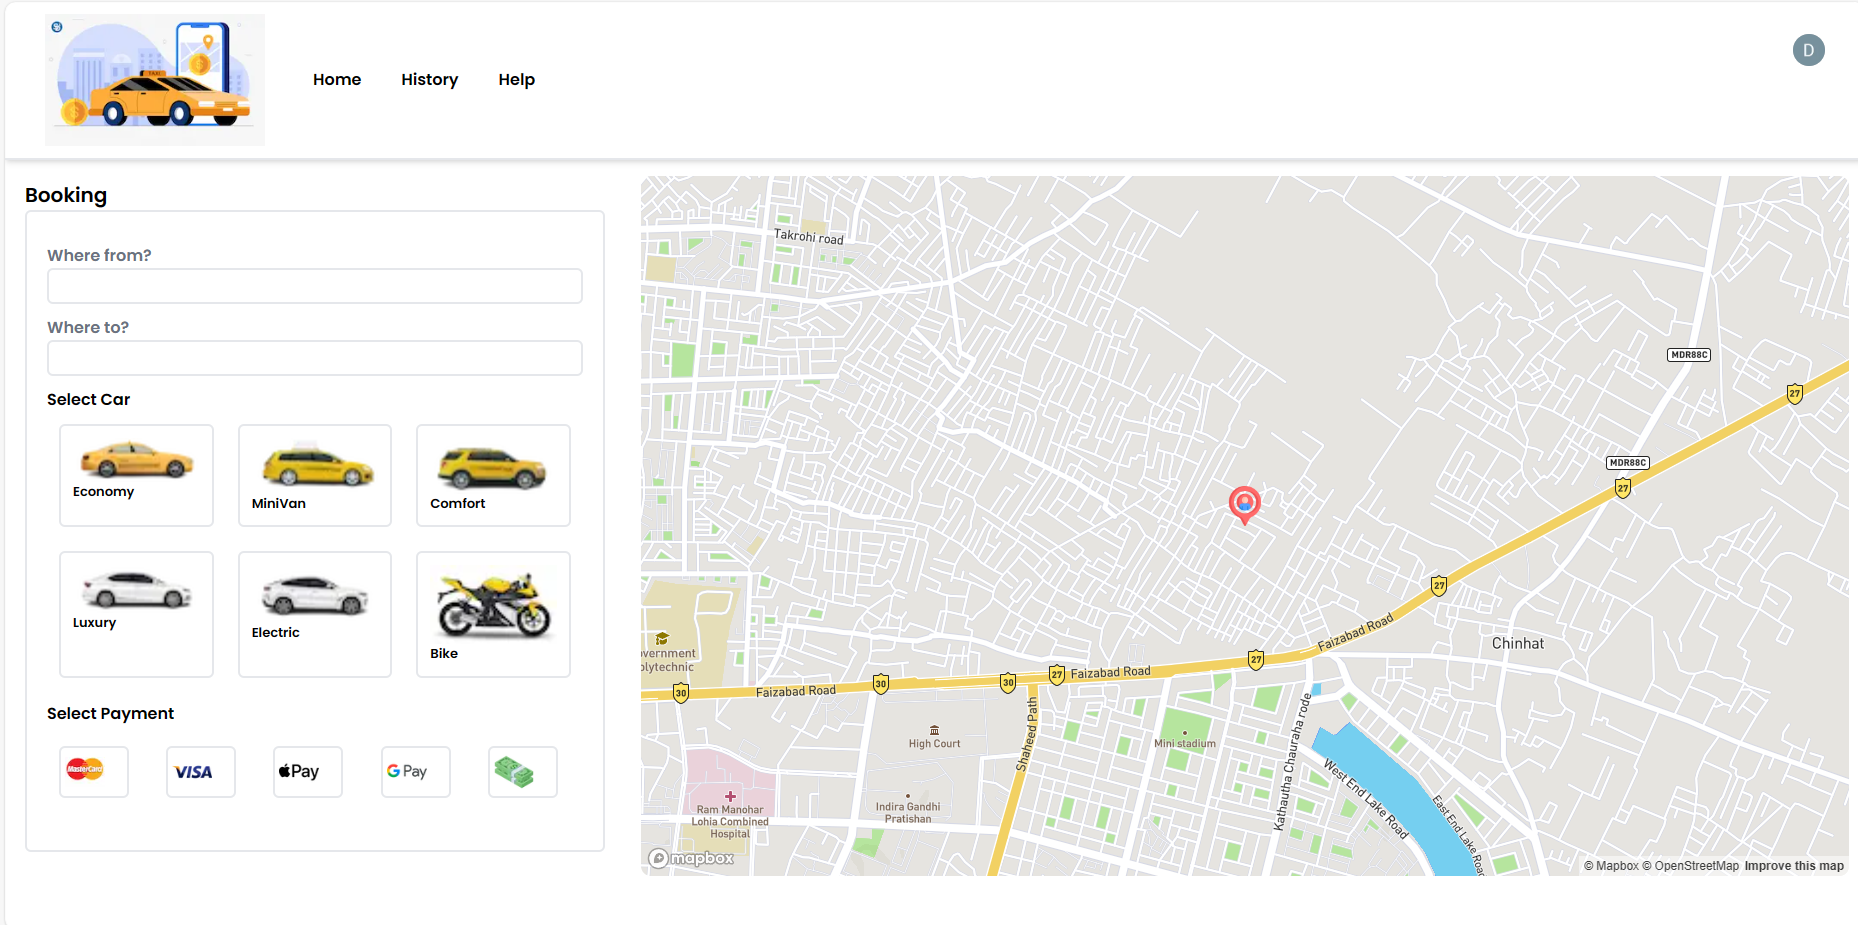 TAXI
Home
History
Help
D
Booking
Where from?
Where to?
Select Car
Economy
MiniVan
Comfort
Luxury
Electric
Bike
Select Payment
MasterCard
VISA
Pay
G Pay
Takrohi road
MDR88C
27
MDR88C
27
27
Faizabad Road
Chinhat
27
27
Faizabad Road
30
30
Faizabad Road
30
vernment
olytechnic
Shaheed Path
High Court
Mini stadium
Kathautha Chauraha rode
West End Lake Road
East End Lake Road
Ram Manohar
Lohia Combined
Hospital
Indira Gandhi
Pratishan
mapbox
© Mapbox © OpenStreetMap Improve this map